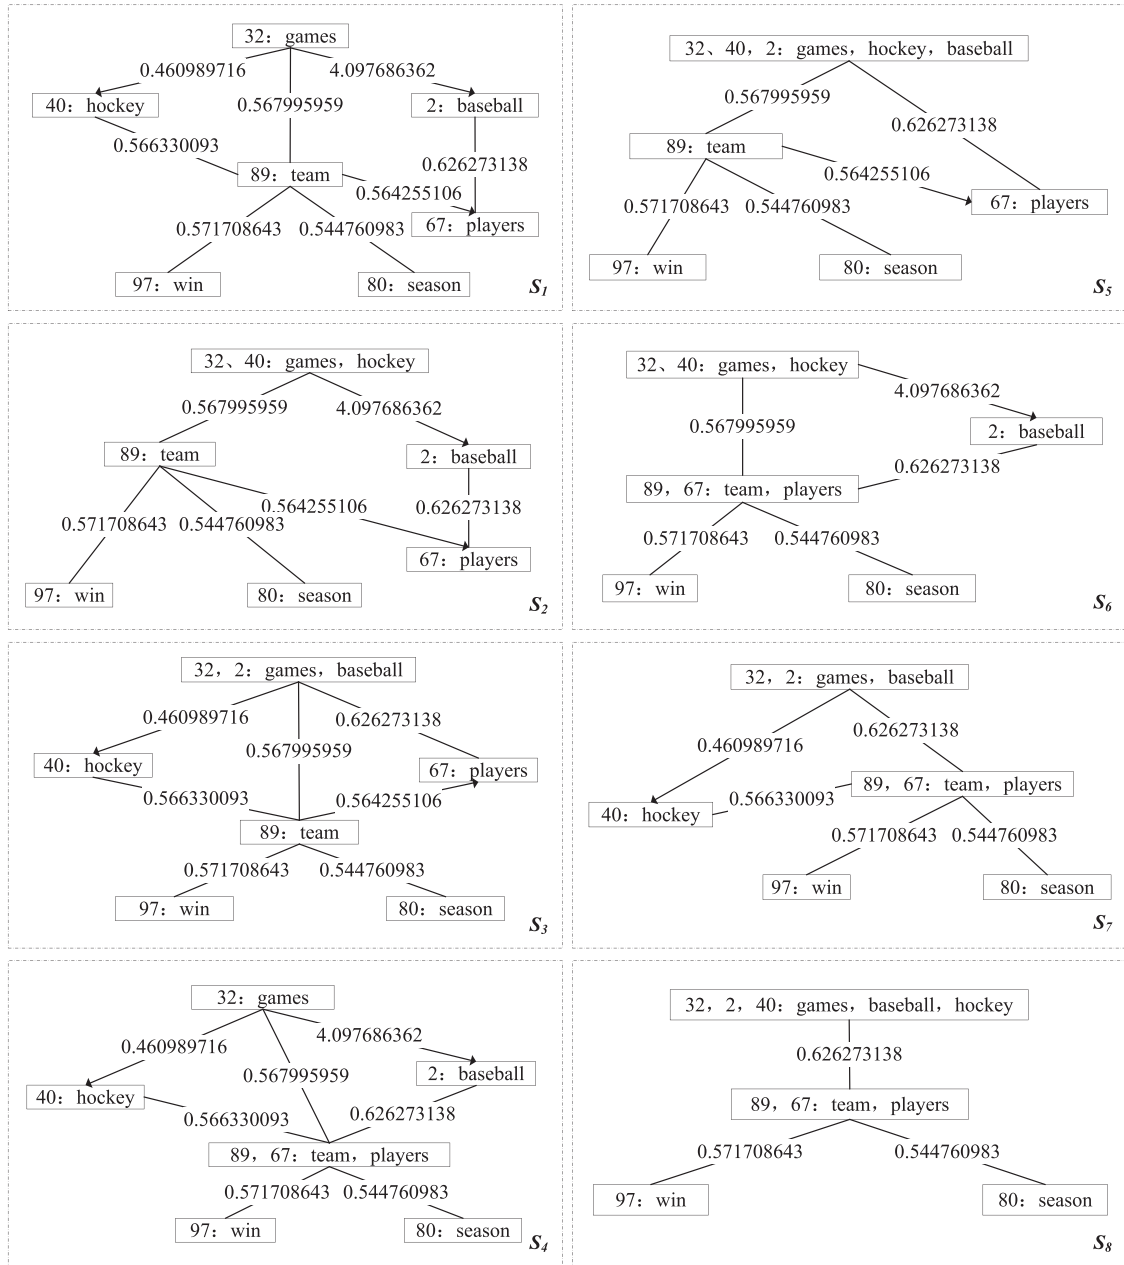 32：games
0.460989716
4.097686362
40：hockey
0.567995959
2：baseball
0.566330093
0.626273138
89：team
0.564255106
67：players
0.571708643
0.544760983
97：win
80：season
S1
32、40：games，hockey
0.567995959
4.097686362
89：team
2：baseball
0.564255106
0.626273138
0.571708643
0.544760983
67：players
97：win
80：season
S2
32，2：games，baseball
0.460989716
0.626273138
0.567995959
40：hockey
67：players
0.566330093
0.564255106
89：team
0.571708643
0.544760983
97：win
80：season
S3
32：games
0.460989716
4.097686362
0.567995959
2：baseball
40：hockey
0.566330093
0.626273138
89，67：team，players
0.571708643
0.544760983
97：win
80：season
S4
32、40、2：games，hockey，baseball
0.567995959
0.626273138
89：team
0.564255106
0.571708643
0.544760983
67：players
97：win
80：season
S5
32、40：games，hockey
4.097686362
0.567995959
2：baseball
0.626273138
89，67：team，players
0.571708643
0.544760983
97：win
80：season
S6
32，2：games，baseball
0.626273138
0.460989716
89，67：team，players
0.566330093
40：hockey
0.571708643
0.544760983
97：win
80：season
S7
32，2，40：games，baseball，hockey
0.626273138
89，67：team，players
0.571708643
0.544760983
97：win
80：season
S8